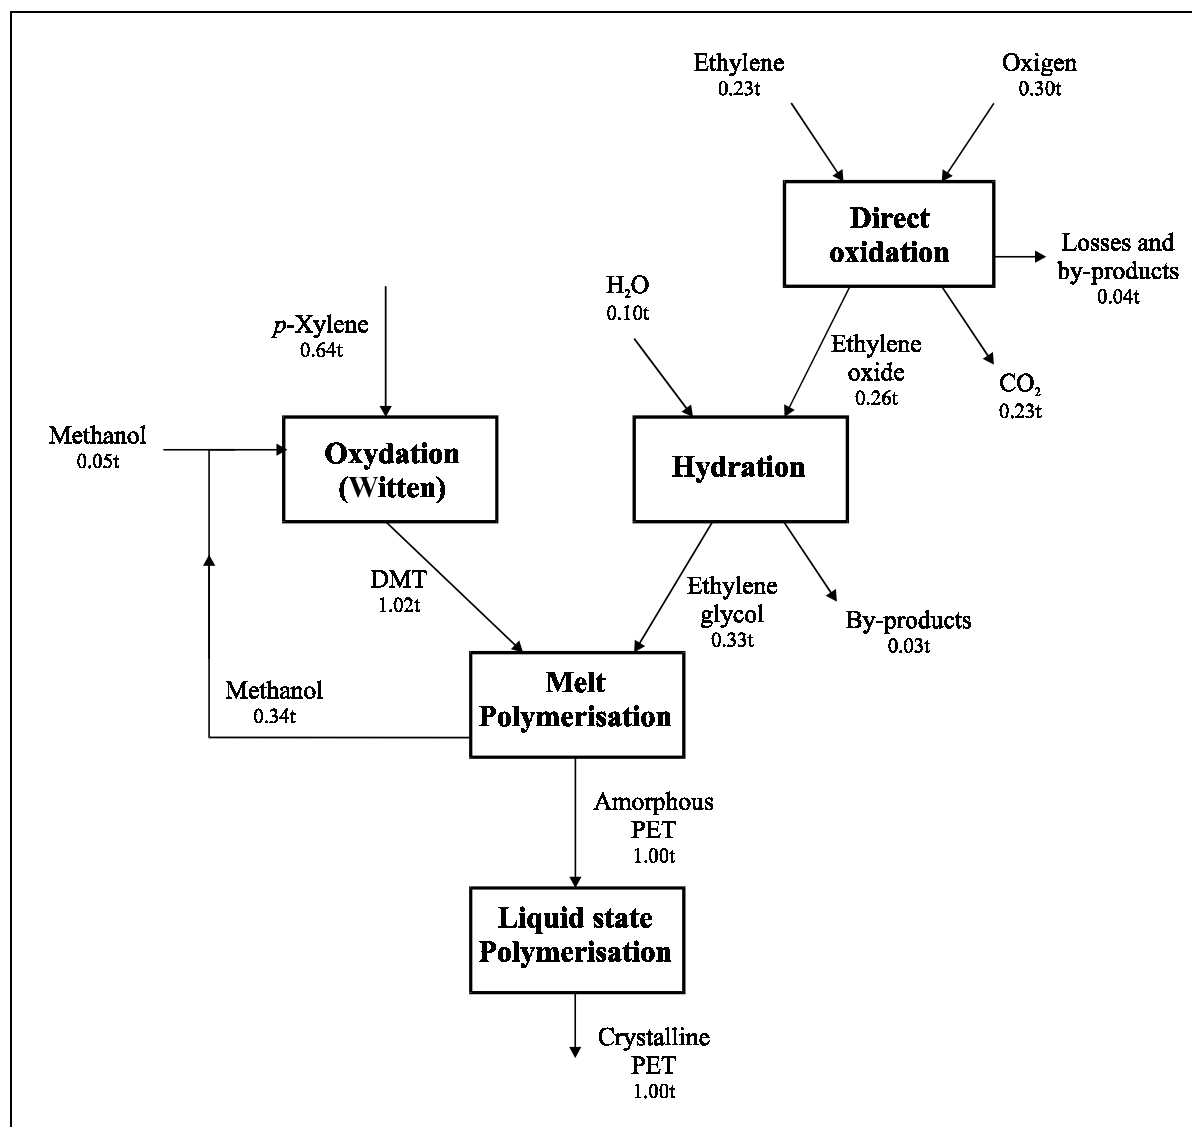 Ethylene
0.23t
Oxigen
0.30t
Direct
oxidation
Losses and
by-products
0.04t
H₂O
0.10t
Ethylene
oxide
0.26t
CO₂
0.23t
p-Xylene
0.64t
Methanol
0.05t
Oxydation
(Witten)
Hydration
DMT
1.02t
Ethylene
glycol
0.33t
By-products
0.03t
Melt
Polymerisation
Methanol
0.34t
Amorphous
PET
1.00t
Liquid state
Polymerisation
Crystalline
PET
1.00t